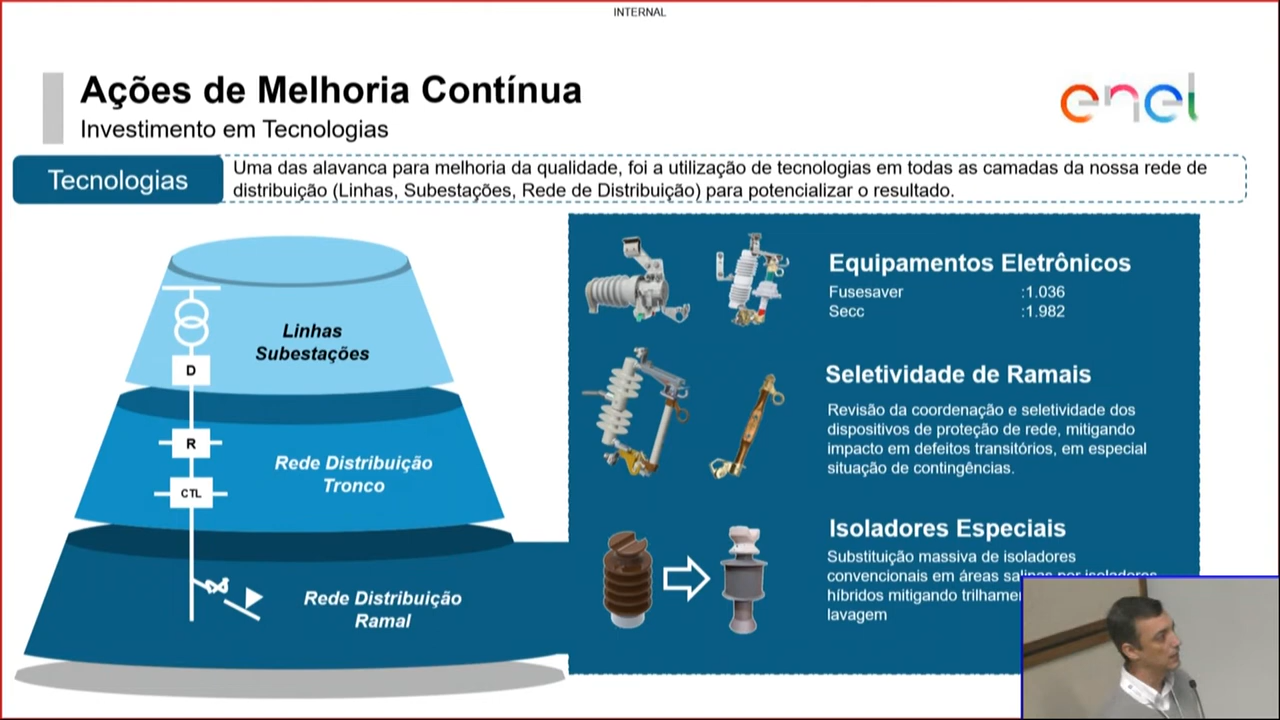 INTERNAL
Ações de Melhoria Contínua
Investimento em Tecnologias
enel
Tecnologias
Uma das alavanca para melhoria da qualidade, foi a utilização de tecnologias em todas as camadas da nossa rede de
distribuição (Linhas, Subestações, Rede de Distribuição) para potencializar o resultado.
Linhas
Subestações
D
R
CTL
Rede Distribuição
Tronco
Rede Distribuição
Ramal
Equipamentos Eletrônicos
Fusesaver :1.036
Secc :1.982
Seletividade de Ramais
Revisão da coordenação e seletividade dos
dispositivos de proteção de rede, mitigando
impacto em defeitos transitórios, em especial
situação de contingências.
Isoladores Especiais
Substituição massiva de isoladores
convencionais em áreas salinas por isoladores
híbridos mitigando
lavagem